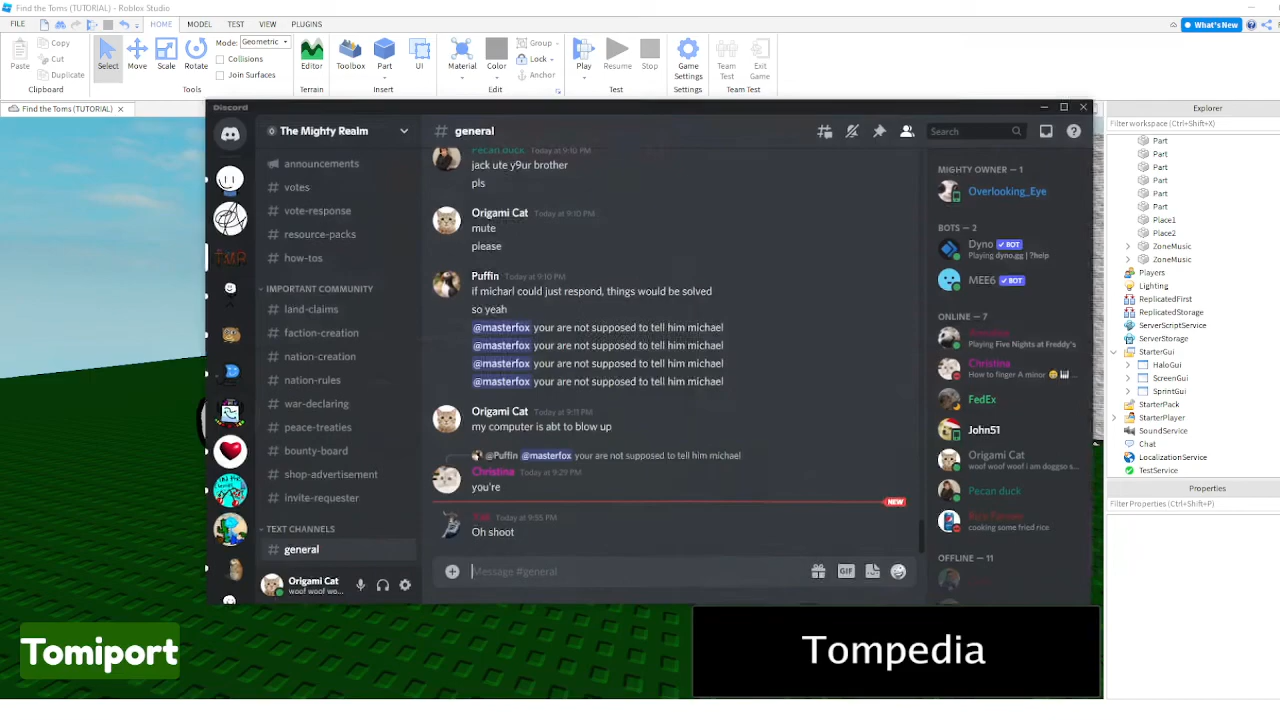 Find the Toms (TUTORIAL) - Roblox Studio
FILE
HOME
MODEL
TEST
VIEW
PLUGINS
What's New
Paste
Copy
Cut
Duplicate
Clipboard
Select
Move
Scale
Rotate
Mode: Geometric
Collisions
Join Surfaces
Tools
Editor
Terrain
Toolbox
Part
UI
Insert
Material
Color
Group
Lock
Anchor
Edit
Play
Resume
Stop
Test
Game
Settings
Settings
Team
Test
Exit
Game
Team Test
Find the Toms (TUTORIAL)
Discord
The Mighty Realm
announcements
votes
vote-response
resource-packs
how-tos
IMPORTANT COMMUNITY
land-claims
faction-creation
nation-creation
nation-rules
war-declaring
peace-treaties
bounty-board
shop-advertisement
invite-requester
TEXT CHANNELS
general
Origami Cat
woof woof wo...
# general
Search
Pecan duck Today at 9:10 PM
jack ute y9ur brother
pls
Origami Cat Today at 9:10 PM
mute
please
Puffin Today at 9:10 PM
if micharl could just respond, things would be solved
so yeah
@masterfox your are not supposed to tell him michael
@masterfox your are not supposed to tell him michael
@masterfox your are not supposed to tell him michael
@masterfox your are not supposed to tell him michael
Origami Cat Today at 9:11 PM
my computer is abt to blow up
@Puffin @masterfox your are not supposed to tell him michael
Christina Today at 9:29 PM
you're
NEW
Today at 9:55 PM
Oh shoot
Message #general
GIF
MIGHTY OWNER — 1
Overlooking_Eye
BOTS — 2
Dyno BOT
Playing dyno.gg | ?help
MEE6 BOT
ONLINE — 7
Playing Five Nights at Freddy's
Christina
How to finger A minor
FedEx
John51
Origami Cat
woof woof woof i am doggso s...
Pecan duck
cooking some fried rice
OFFLINE — 11
Explorer
Filter workspace (Ctrl+Shift+X)
Part
Part
Part
Part
Part
Part
Place1
Place2
ZoneMusic
ZoneMusic
Players
Lighting
ReplicatedFirst
ReplicatedStorage
ServerScriptService
ServerStorage
StarterGui
HaloGui
ScreenGui
SprintGui
StarterPack
StarterPlayer
SoundService
Chat
LocalizationService
TestService
Properties
Filter Properties (Ctrl+Shift+P)
Tomiport
Tompedia